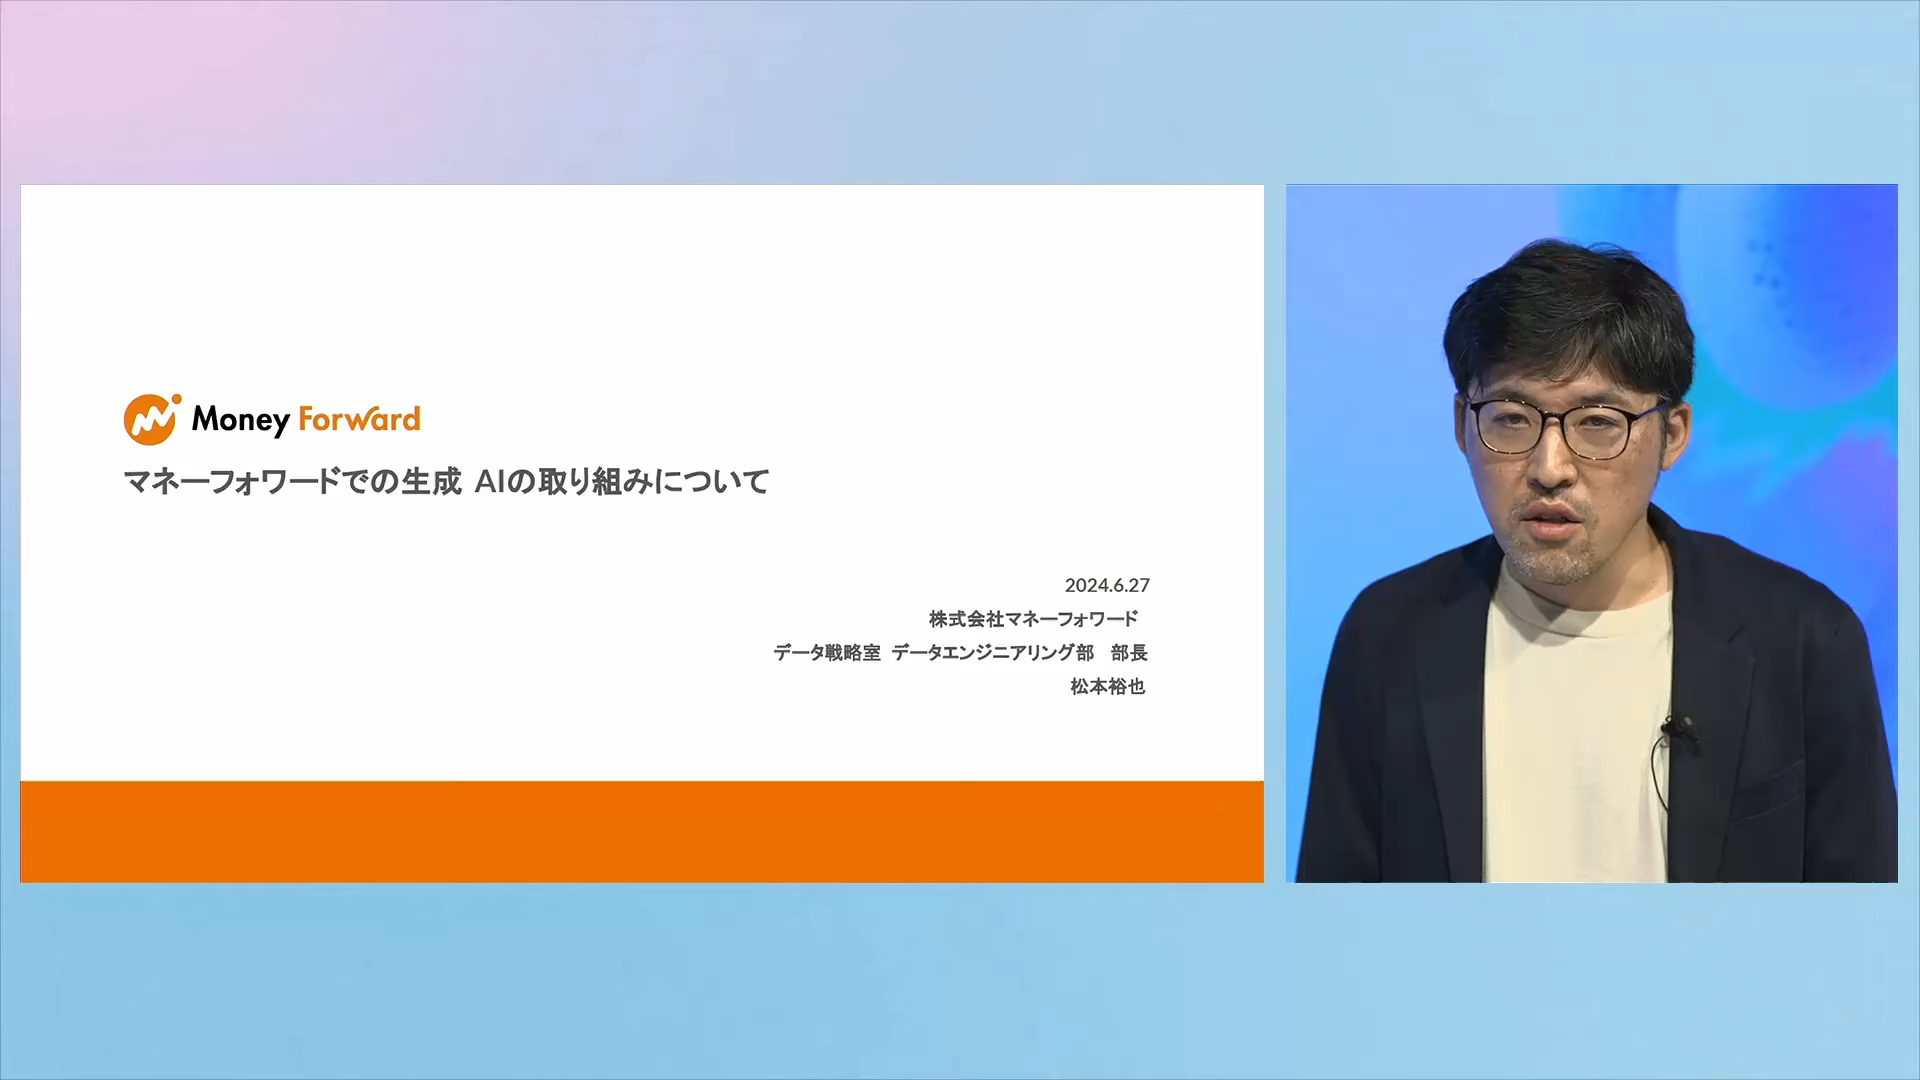 Money Forward
マネーフォワードでの生成 AIの取り組みについて
2024.6.27
株式会社マネーフォワード
データ戦略室 データエンジニアリング部 部長
松本裕也